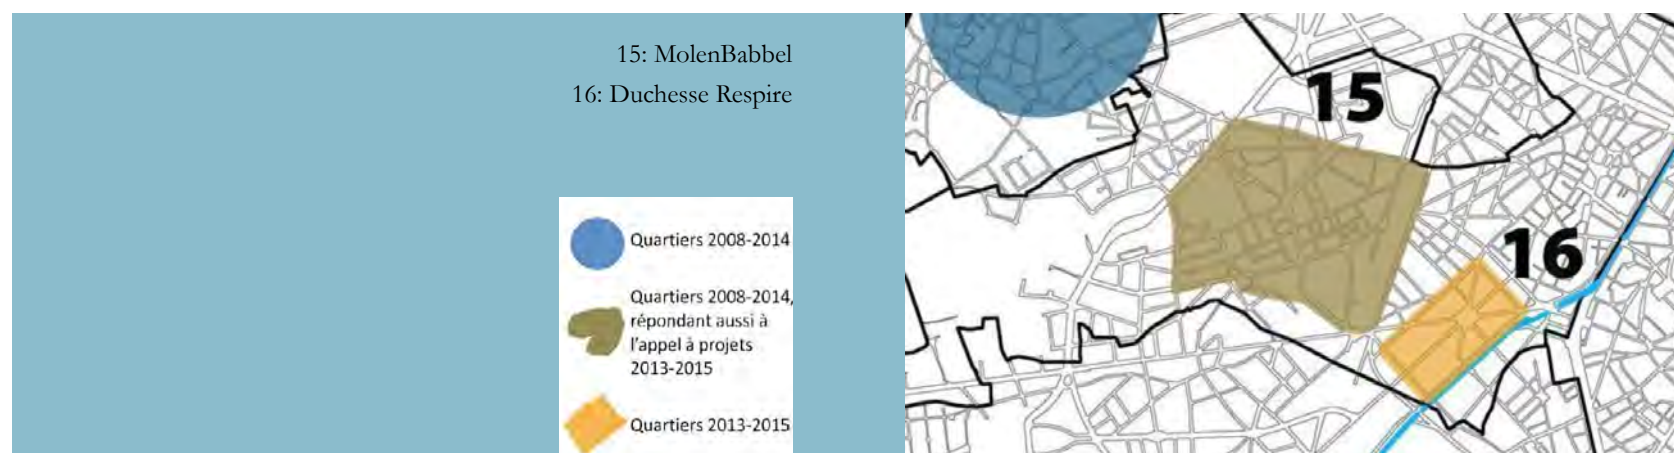 15: MolenBabbel
16: Duchesse Respire
Quartiers 2008-2014
Quartiers 2008-2014,
répondant aussi à
l'appel à projets
2013-2015
Quartiers 2013-2015
15
16